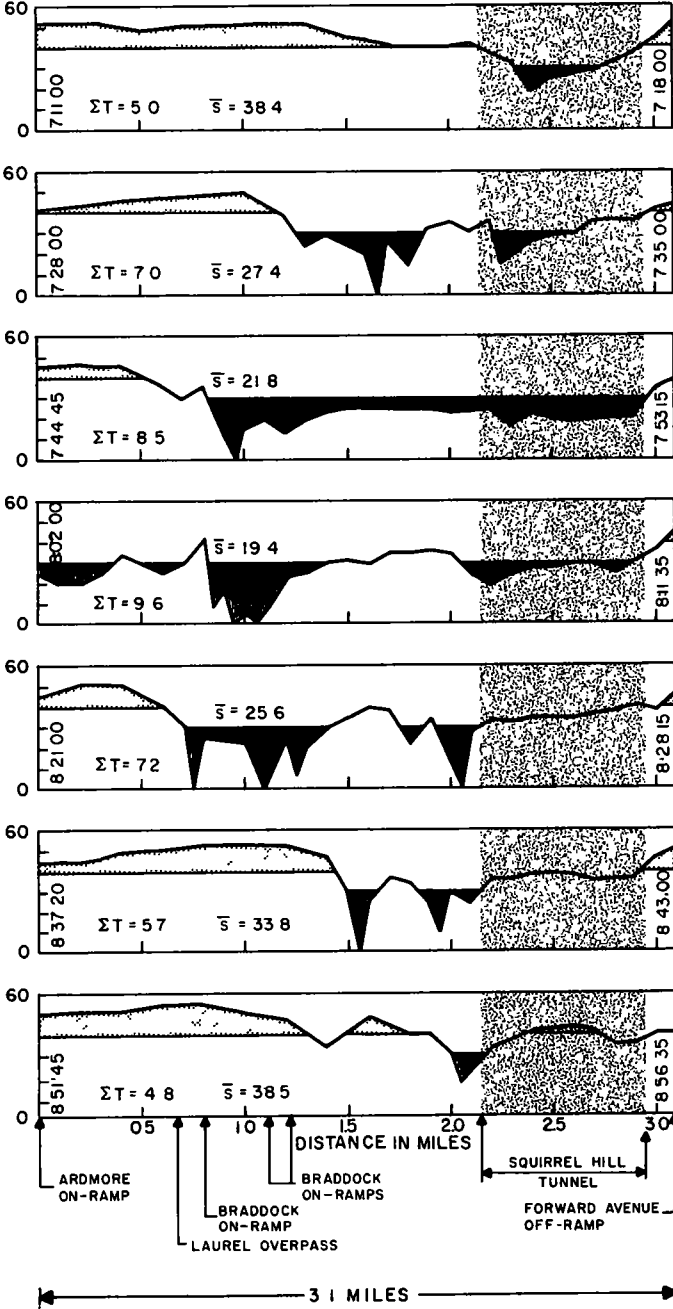 60
0
7 11 00
ΣT = 5 0
s̄ = 38 4
7 18 00
60
0
7 28 00
ΣT = 7 0
s̄ = 27 4
7 35 00
60
0
7 44 45
ΣT = 8 5
s̄ = 21 8
7 53 15
60
0
8 02 00
ΣT = 9 6
s̄ = 19 4
8 11 35
60
0
8 21 00
ΣT = 7 2
s̄ = 25 6
8 28 15
60
0
8 37 20
ΣT = 5 7
s̄ = 33 8
8 43.00
60
0
8 51 45
ΣT = 4 8
s̄ = 38 5
8 56 35
0 5 1 0 1 5 2.0 2.5 3 0
DISTANCE IN MILES
ARDMORE
ON-RAMP
LAUREL OVERPASS
BRADDOCK
ON-RAMP
BRADDOCK
ON-RAMPS
SQUIRREL HILL
TUNNEL
FORWARD AVENUE
OFF-RAMP
3 1 MILES